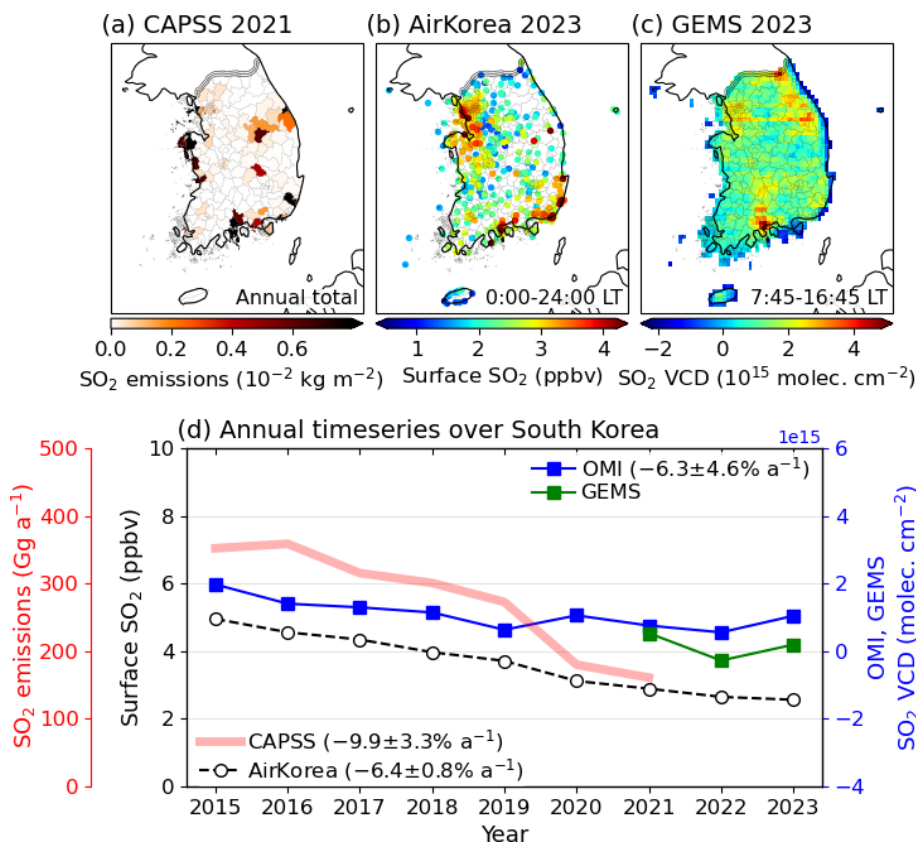 (a) CAPSS 2021
(b) AirKorea 2023
(c) GEMS 2023
Annual total
0:00-24:00 LT
7:45-16:45 LT
0.0 0.2 0.4 0.6
1 2 3 4
−2 0 2 4
SO₂ emissions (10⁻² kg m⁻²)
Surface SO₂ (ppbv)
SO₂ VCD (10¹⁵ molec. cm⁻²)
(d) Annual timeseries over South Korea
1e15
500
400
300
200
100
0
SO₂ emissions (Gg a⁻¹)
10
8
6
4
2
0
Surface SO₂ (ppbv)
OMI (−6.3±4.6% a⁻¹)
GEMS
CAPSS (−9.9±3.3% a⁻¹)
AirKorea (−6.4±0.8% a⁻¹)
6
4
2
0
−2
−4
OMI, GEMS
SO₂ VCD (molec. cm⁻²)
2015 2016 2017 2018 2019 2020 2021 2022 2023
Year